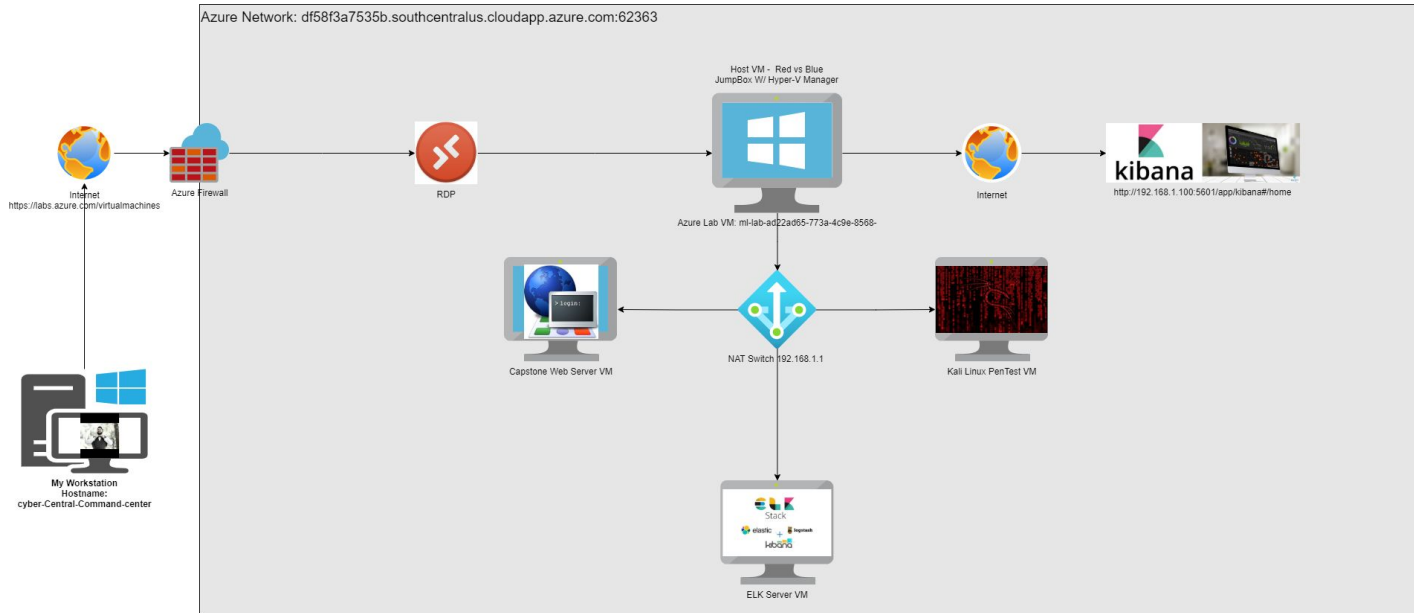 Azure Network: df58f3a7535b.southcentralus.cloudapp.azure.com:62363
Host VM -  Red vs Blue
JumpBox W/ Hyper-V Manager
Internet
https://labs.azure.com/virtualmachines
Azure Firewall
RDP
Azure Lab VM: ml-lab-ad22ad65-773a-4c9e-8568-
Internet
kibana
http://192.168.1.100:5601/app/kibana#/home
> login:
Capstone Web Server VM
NAT Switch 192.168.1.1
Kali Linux PenTest VM
My Workstation
Hostname:
cyber-Central-Command-center
ELK
Stack
elastic
+
logstash
kibana
ELK Server VM